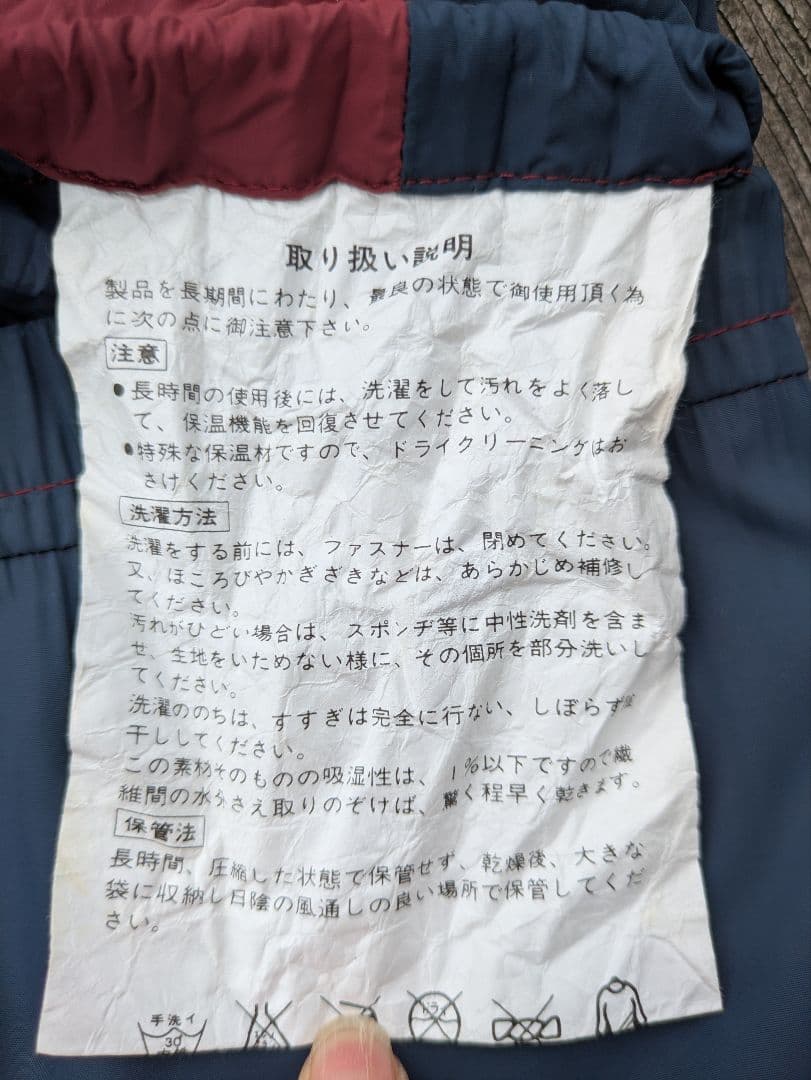 取り扱い説明
製品を長期間にわたり、最良の状態で御使用頂く為
に次の点に御注意下さい。
注意
●長時間の使用後には、洗濯をして汚れをよく落し
て、保温機能を回復させてください。
●特殊な保温材ですので、ドライクリーニングはお
さけください。
洗濯方法
洗濯をする前には、ファスナーは、閉めてください。
又、ほころびやかぎざきなどは、あらかじめ補修し
てください。
汚れがひどい場合は、スポンヂ等に中性洗剤を含ま
せ、生地をいためない様に、その個所を部分洗いし
てください。
洗濯ののちは、すすぎは完全に行ない、しぼらず
干ししてください。
この素材そのものの吸湿性は、1%以下ですので繊
維間の水分さえ取りのぞけば、驚く程早く乾きます。
保管法
長時間、圧縮した状態で保管せず、乾燥後、大きな
袋に収納し日陰の風通しの良い場所で保管してくだ
さい。
手洗イ
30
ドライ